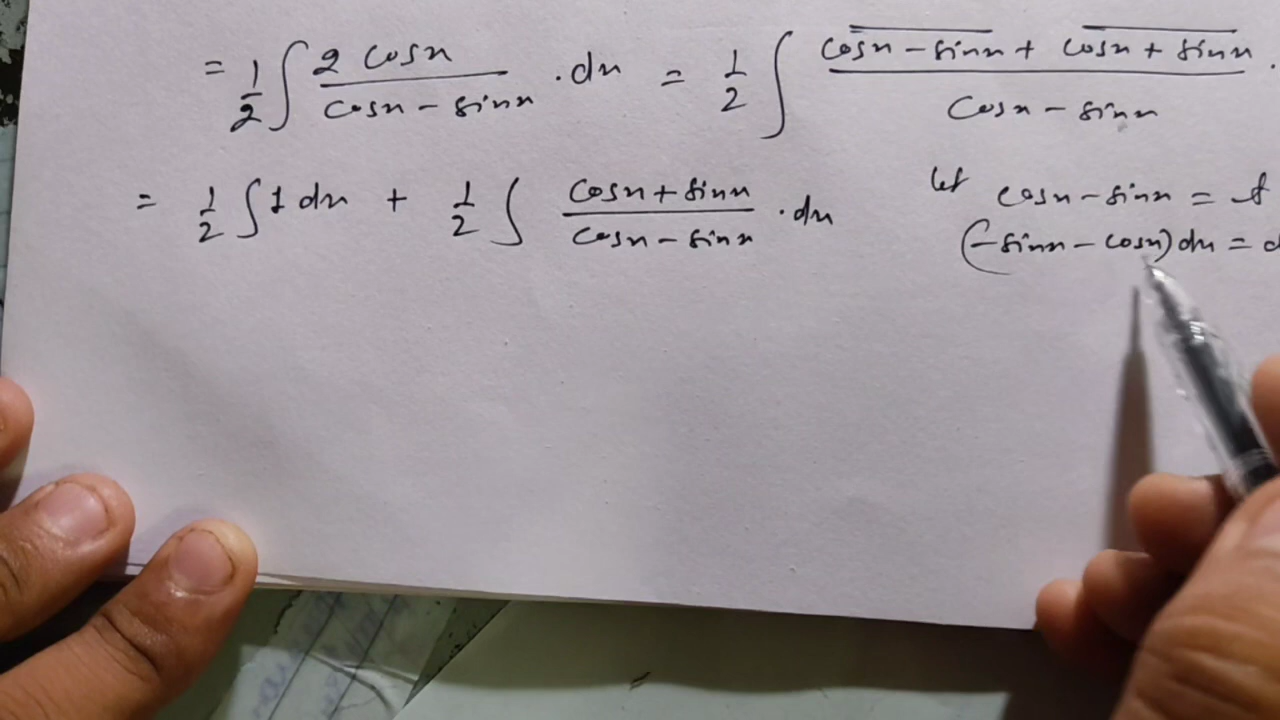 = 1/2 ∫ 2 cosx / cosx - sinx . dx = 1/2 ∫ cosx - sinx + cosx + sinx / cosx - sinx .
= 1/2 ∫ 1 dx + 1/2 ∫ cosx + sinx / cosx - sinx . dx
let cosx - sinx = t
(-sinx - cosx) dx = d